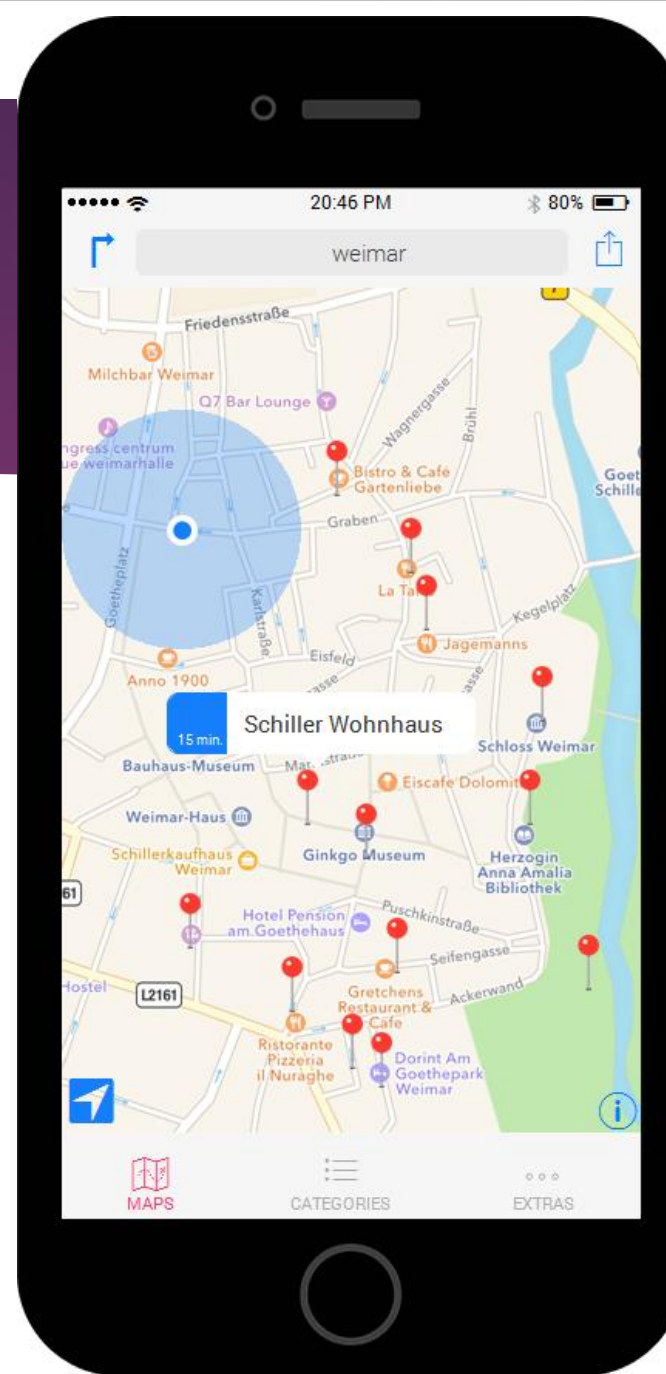 20:46 PM
80%
weimar
7
Friedensstraße
Milchbar Weimar
Q7 Bar Lounge
Wagnergasse
Brühl
ngress centrum
ue weimarhalle
Bistro & Café
Gartenliebe
Goet
Schille
Graben
Goetheplatz
Karlstraße
La Ta
Kegelplatz
Jagemanns
Eisfeld
Anno 1900
15 min.
Schiller Wohnhaus
Schloss Weimar
Bauhaus-Museum
Eiscafe Dolomit
Weimar-Haus
Schillerkaufhaus
Weimar
Ginkgo Museum
Herzogin
Anna Amalia
Bibliothek
61
Hotel Pension
am Goethehaus
Puschkinstraße
Seifengasse
Hostel
L2161
Gretchens
Restaurant &
Cafe
Ackerwand
Ristorante
Pizzeria
il Nuraghe
Dorint Am
Goethepark
Weimar
i
MAPS
CATEGORIES
EXTRAS